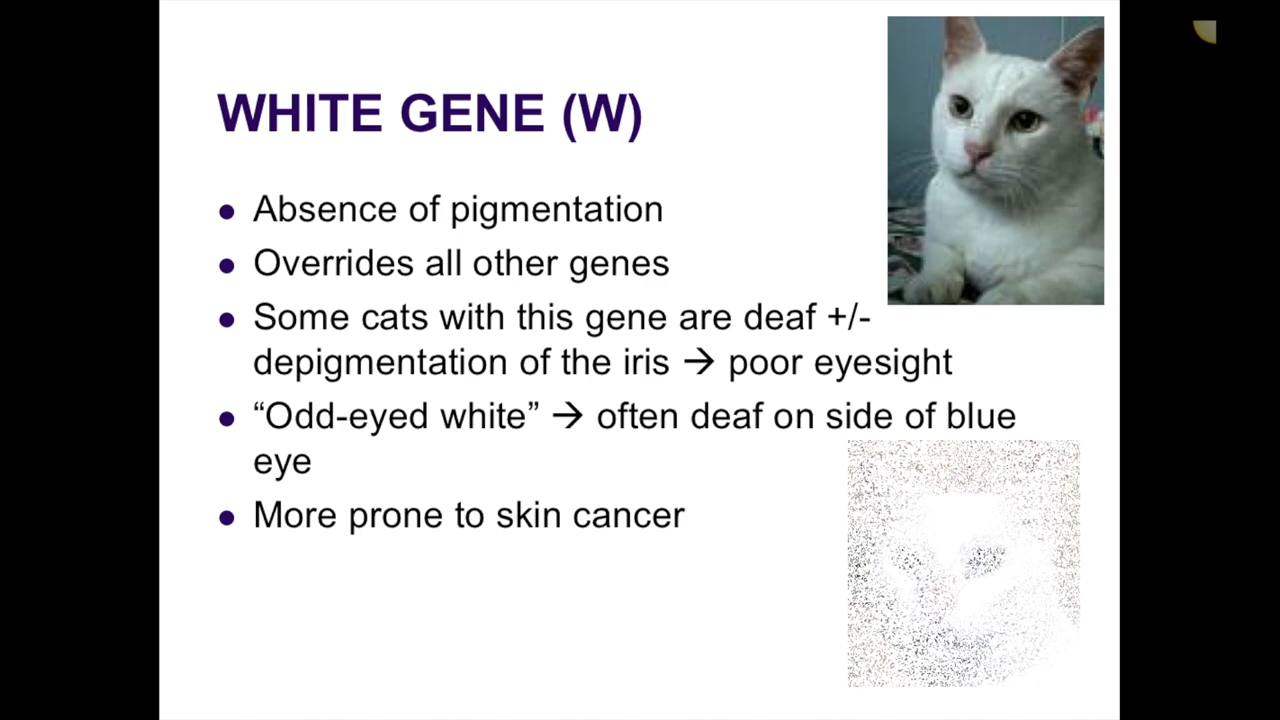 WHITE GENE (W)
● Absence of pigmentation
● Overrides all other genes
● Some cats with this gene are deaf +/-
depigmentation of the iris → poor eyesight
● “Odd-eyed white” → often deaf on side of blue
eye
● More prone to skin cancer